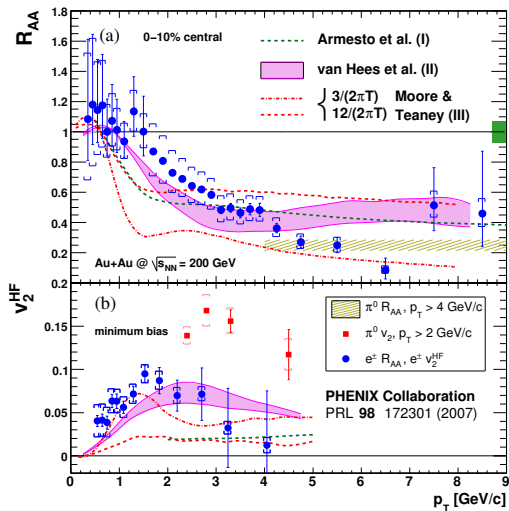 R_AA
1.8
1.6
1.4
1.2
1
0.8
0.6
0.4
0.2
(a)
0−10% central
Armesto et al. (I)
van Hees et al. (II)
3/(2πT) Moore &
12/(2πT) Teaney (III)
Au+Au @ √s_NN = 200 GeV
v_2^HF
0.2
0.15
0.1
0.05
0
(b)
minimum bias
π⁰ R_AA, p_T > 4 GeV/c
π⁰ v_2, p_T > 2 GeV/c
e± R_AA, e± v_2^HF
PHENIX Collaboration
PRL 98 172301 (2007)
0 1 2 3 4 5 6 7 8 9
p_T [GeV/c]